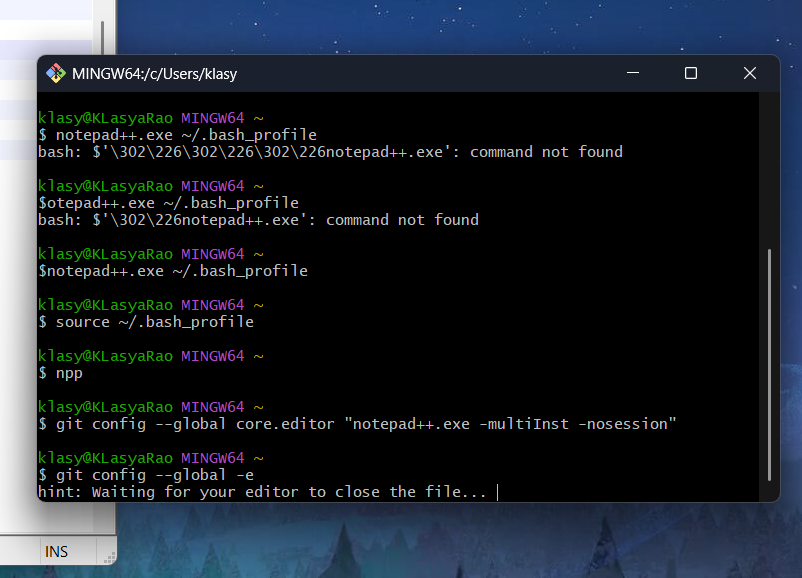 MINGW64:/c/Users/klasy
klasy@KLasyaRao MINGW64 ~
$ notepad++.exe ~/.bash_profile
bash: $'\302\226\302\226\302\226notepad++.exe': command not found
klasy@KLasyaRao MINGW64 ~
$otepad++.exe ~/.bash_profile
bash: $'\302\226notepad++.exe': command not found
klasy@KLasyaRao MINGW64 ~
$notepad++.exe ~/.bash_profile
klasy@KLasyaRao MINGW64 ~
$ source ~/.bash_profile
klasy@KLasyaRao MINGW64 ~
$ npp
klasy@KLasyaRao MINGW64 ~
$ git config --global core.editor "notepad++.exe -multiInst -nosession"
klasy@KLasyaRao MINGW64 ~
$ git config --global -e
hint: Waiting for your editor to close the file...
INS